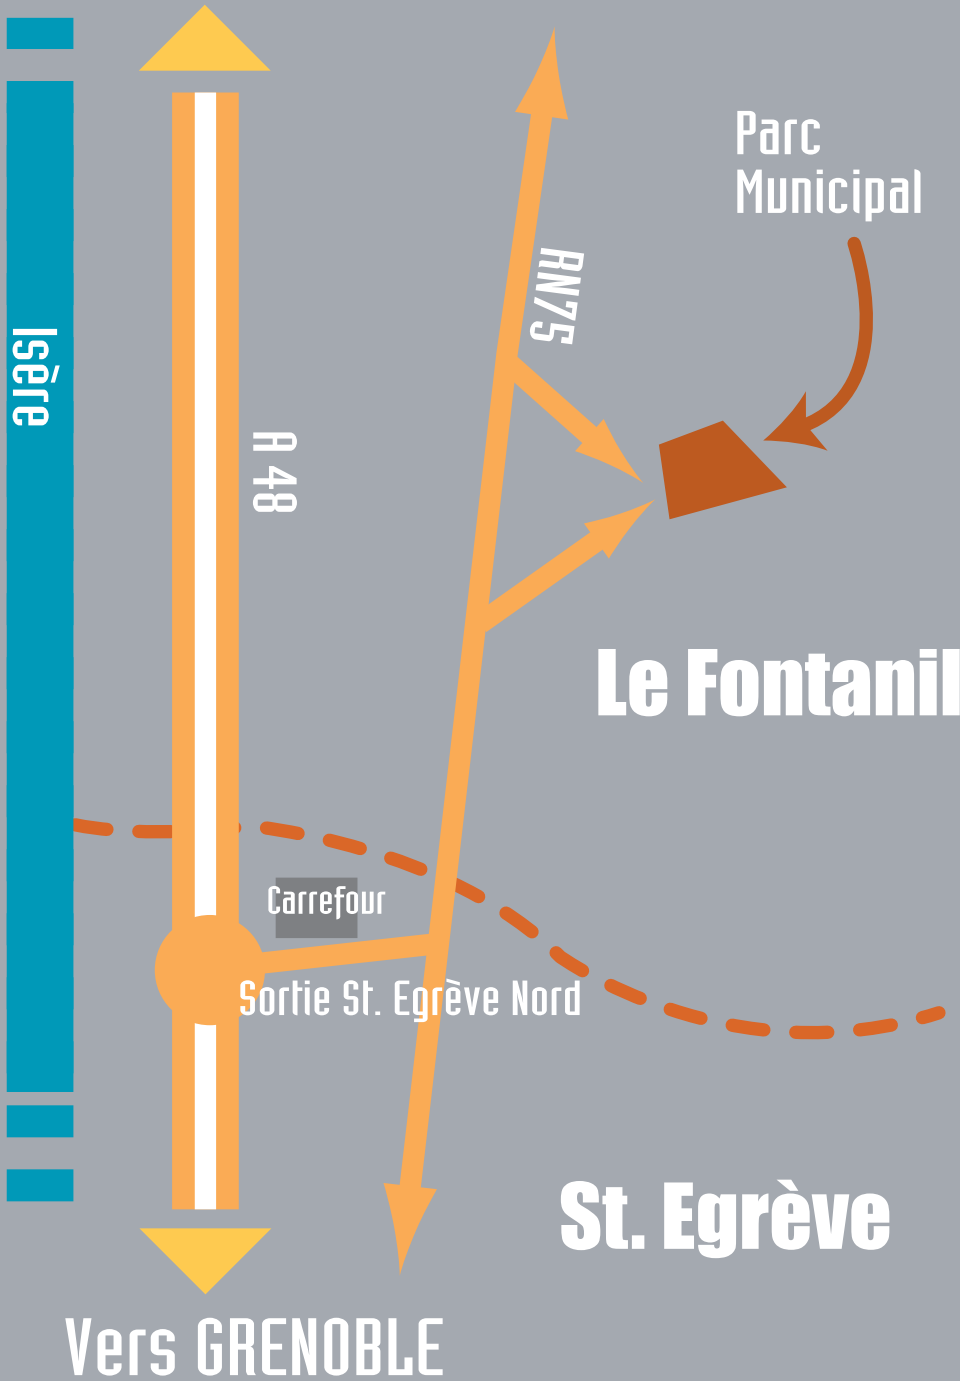 Parc
Municipal
RN75
Isère
A 48
Le Fontanil
Carrefour
Sortie St. Egrève Nord
St. Egrève
Vers GRENOBLE